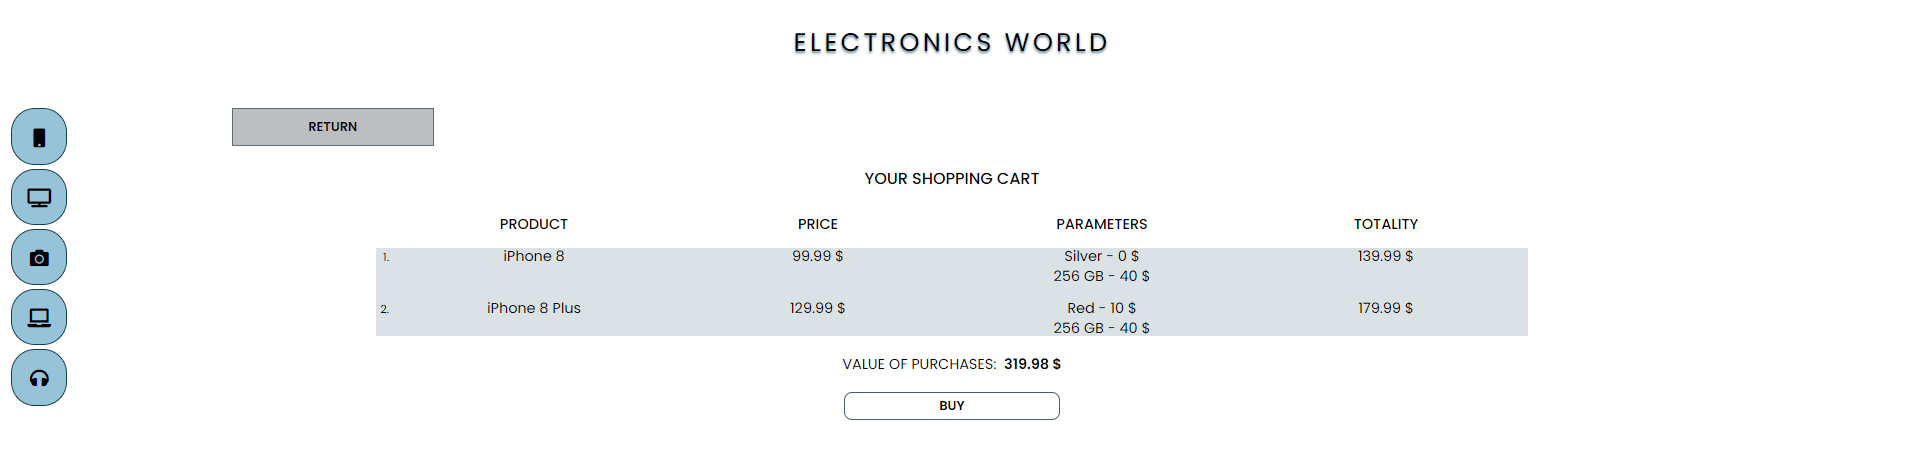 ELECTRONICS WORLD
RETURN
YOUR SHOPPING CART
PRODUCT PRICE PARAMETERS TOTALITY
1. iPhone 8 99.99 $ Silver - 0 $ 139.99 $
256 GB - 40 $
2. iPhone 8 Plus 129.99 $ Red - 10 $ 179.99 $
256 GB - 40 $
VALUE OF PURCHASES: 319.98 $
BUY